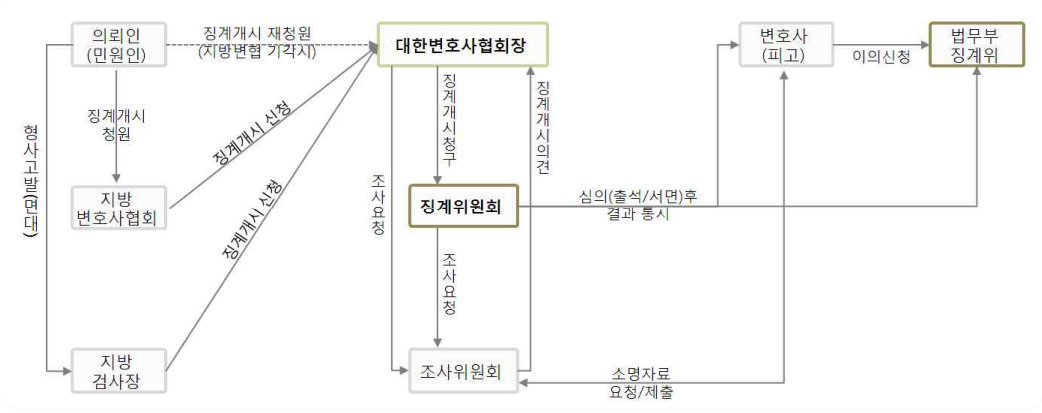 의뢰인
(민원인)
징계개시 재청원
(지방변협 기각시)
대한변호사협회장
변호사
(피고)
이의신청
법무부
징계위
징계개시
청원
징계개시 신청
징계개시청구
징계개시의견
형사고발(면대)
지방
변호사협회
징계개시 신청
조사요청
징계위원회
심의(출석/서면)후
결과 통시
조사요청
지방
검사장
조사위원회
소명자료
요청/제출